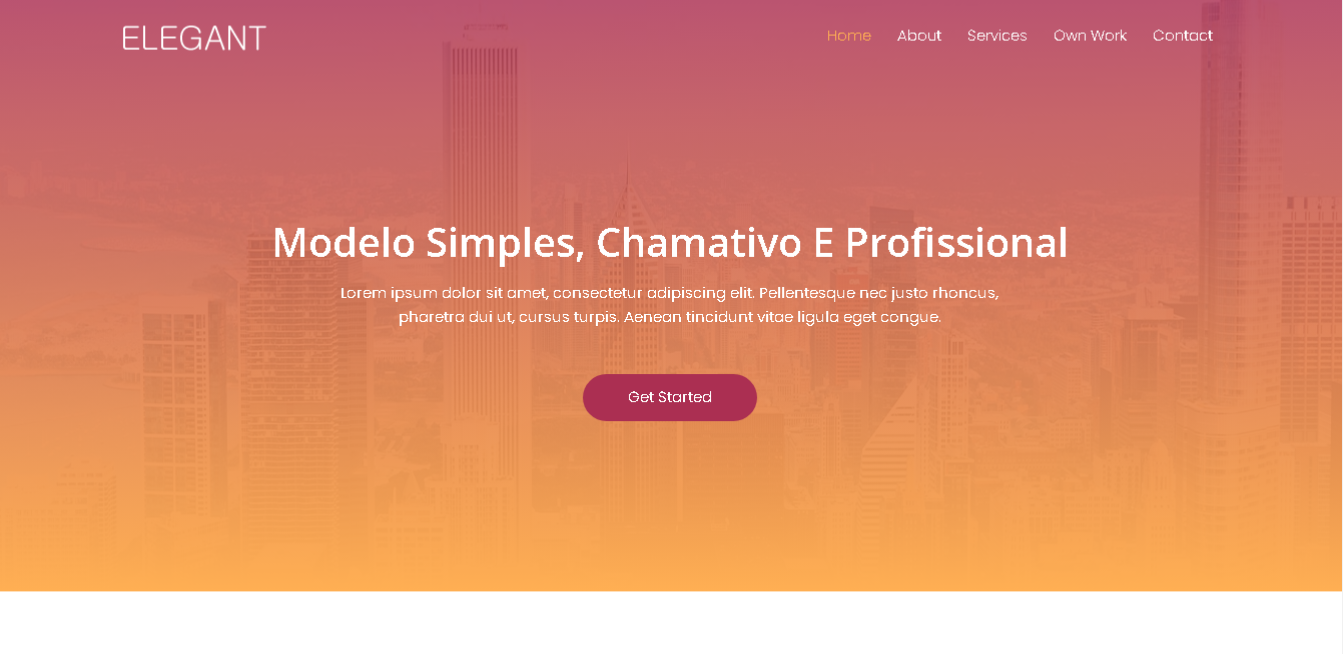 ELEGANT
Home About Services Own Work Contact
Modelo Simples, Chamativo E Profissional
Lorem ipsum dolor sit amet, consectetur adipiscing elit. Pellentesque nec justo rhoncus,
pharetra dui ut, cursus turpis. Aenean tincidunt vitae ligula eget congue.
Get Started